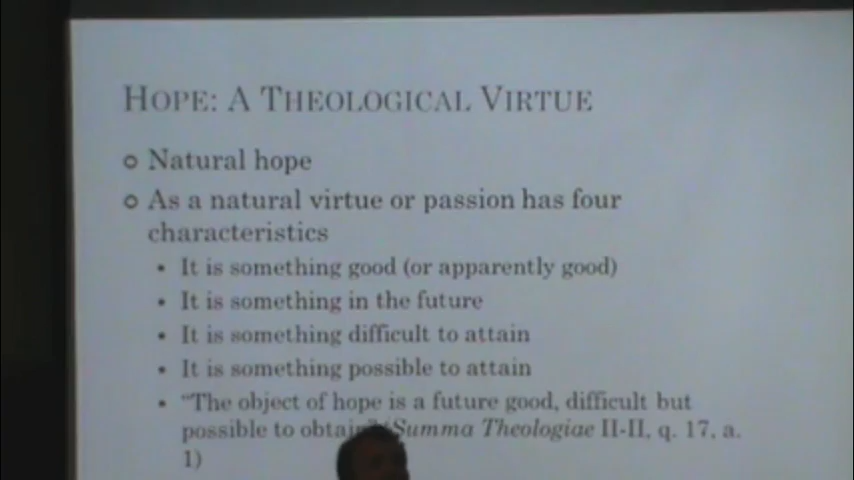 HOPE: A THEOLOGICAL VIRTUE
Natural hope
As a natural virtue or passion has four
characteristics
• It is something good (or apparently good)
• It is something in the future
• It is something difficult to attain
• It is something possible to attain
• "The object of hope is a future good, difficult but
possible to obtain" (Summa Theologiae II-II, q. 17, a.
1)